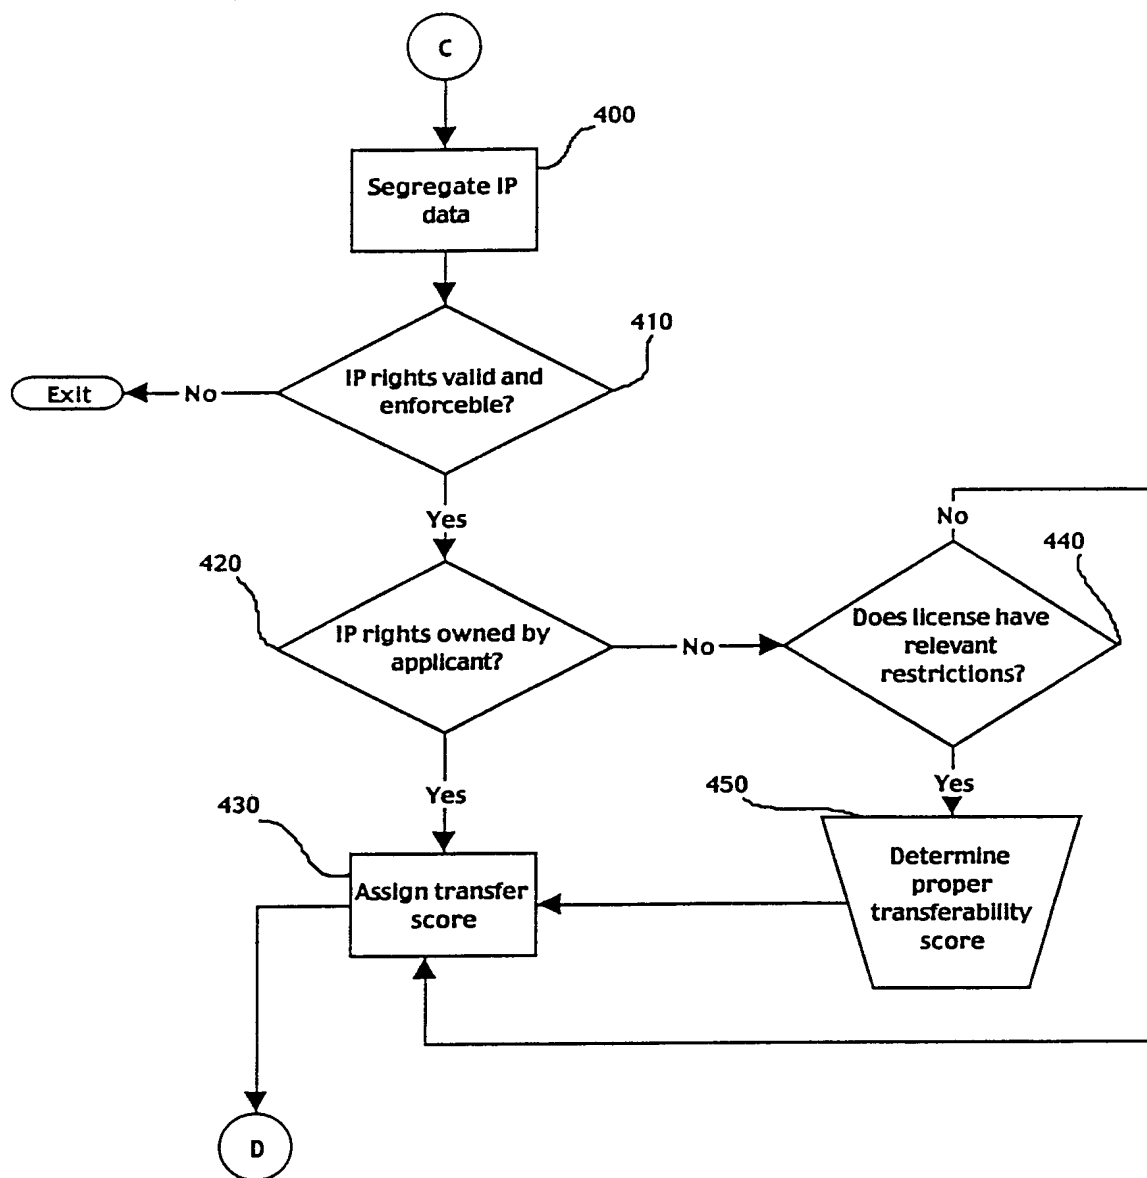 C
400
Segregate IP
data
410
IP rights valid and
enforceble?
No
Exit
Yes
420
IP rights owned by
applicant?
No
No
440
Does license have
relevant
restrictions?
Yes
Yes
430
Assign transfer
score
450
Determine
proper
transferability
score
D